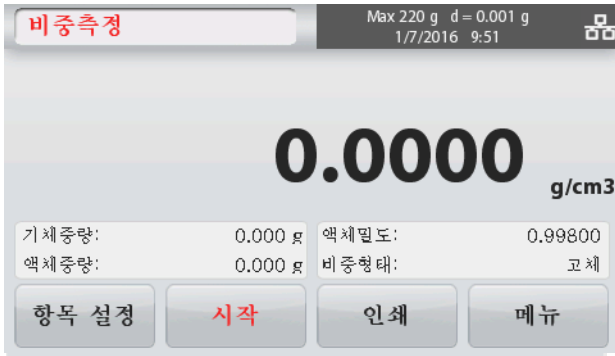 비중측정
Max 220 g d = 0.001 g
1/7/2016 9:51
0.0000
g/cm3
기체중량: 0.000 g 액체밀도: 0.99800
액체중량: 0.000 g 비중형태: 고체
항목 설정 시작 인쇄 메뉴